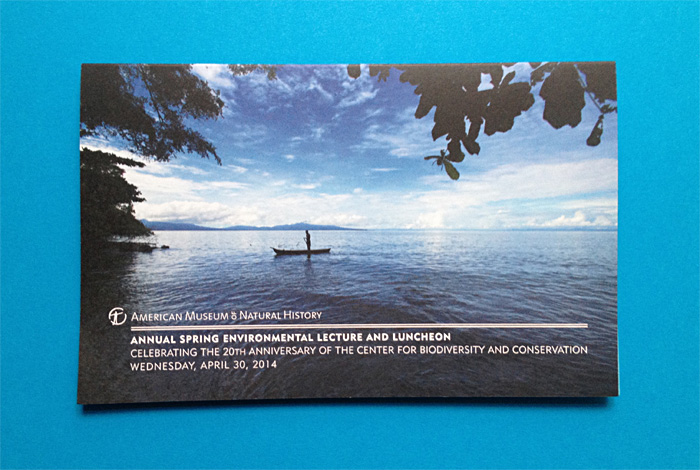 American Museum & Natural History
ANNUAL SPRING ENVIRONMENTAL LECTURE AND LUNCHEON
CELEBRATING THE 20TH ANNIVERSARY OF THE CENTER FOR BIODIVERSITY AND CONSERVATION
WEDNESDAY, APRIL 30, 2014